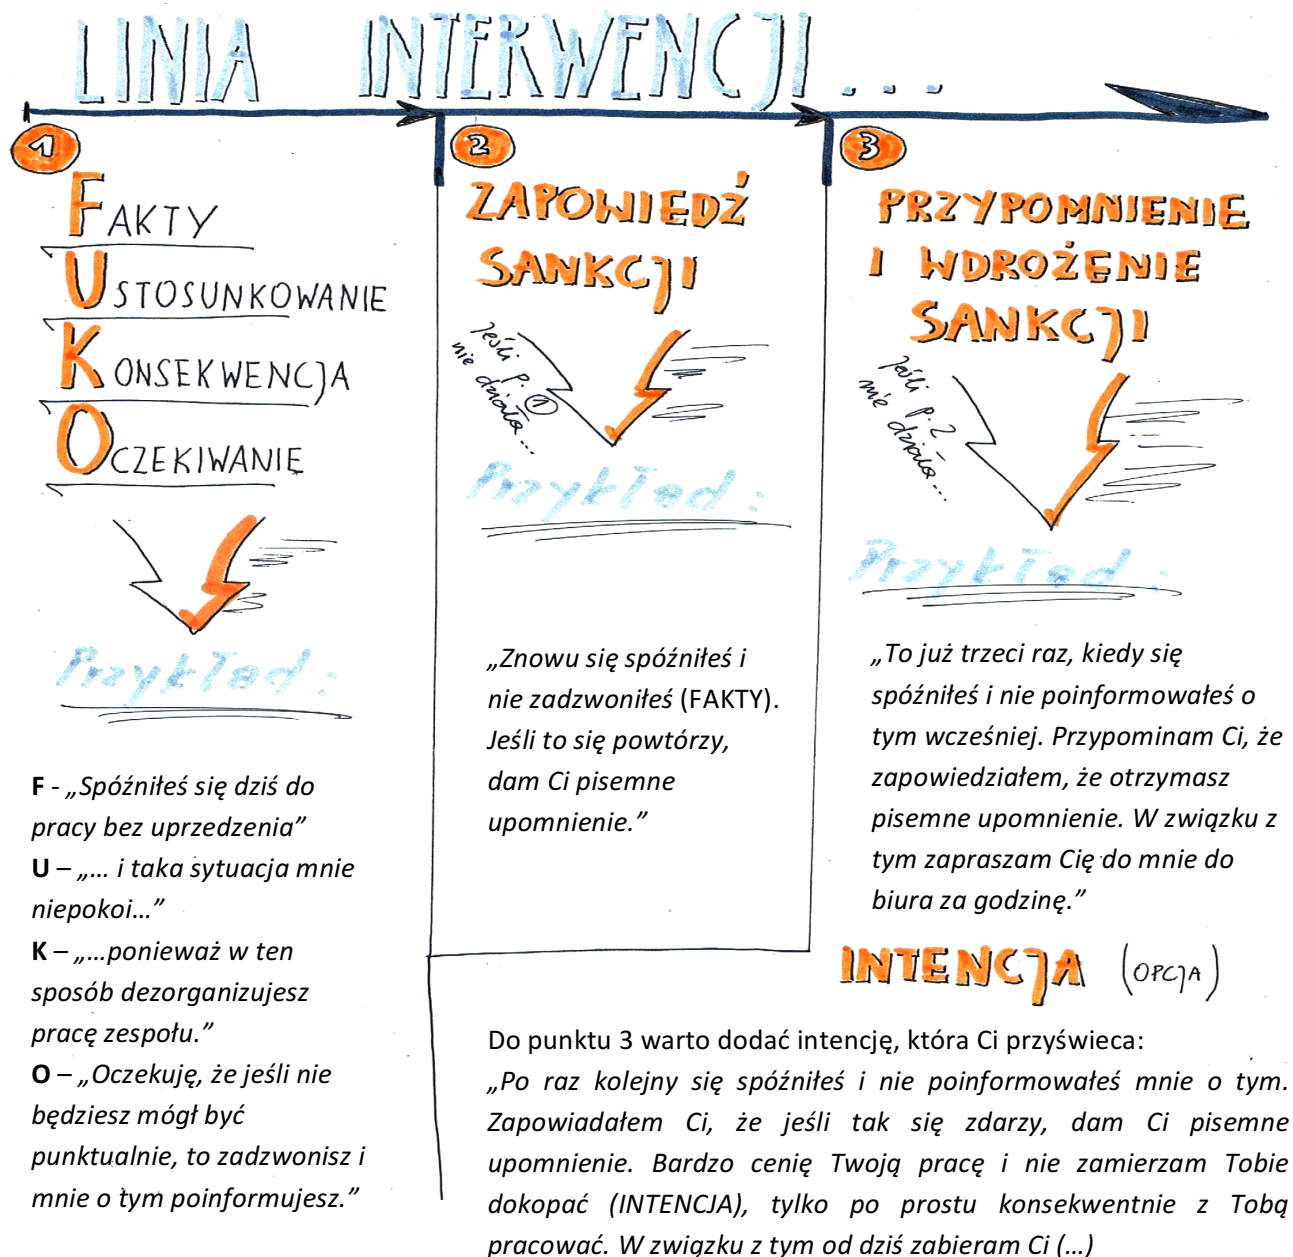 LINIA INTERWENCJI...
1
FAKTY
USTOSUNKOWANIE
KONSEKWENCJA
OCZEKIWANIE
Przykład:
F - „Spóźniłeś się dziś do
pracy bez uprzedzenia”
U – „... i taka sytuacja mnie
niepokoi...”
K – „...ponieważ w ten
sposób dezorganizujesz
pracę zespołu.”
O – „Oczekuję, że jeśli nie
będziesz mógł być
punktualnie, to zadzwonisz i
mnie o tym poinformujesz.”
2
ZAPOWIEDŹ
SANKCJI
Jeśli p. 1
nie działa...
Przykład:
„Znowu się spóźniłeś i
nie zadzwoniłeś (FAKTY).
Jeśli to się powtórzy,
dam Ci pisemne
upomnienie.”
3
PRZYPOMNIENIE
I WDROŻENIE
SANKCJI
Jeśli p. 2
nie działa...
Przykład:
„To już trzeci raz, kiedy się
spóźniłeś i nie poinformowałeś o
tym wcześniej. Przypominam Ci, że
zapowiedziałem, że otrzymasz
pisemne upomnienie. W związku z
tym zapraszam Cię do mnie do
biura za godzinę.”
INTENCJA (OPCJA)
Do punktu 3 warto dodać intencję, która Ci przyświeca:
„Po raz kolejny się spóźniłeś i nie poinformowałeś mnie o tym.
Zapowiadałem Ci, że jeśli tak się zdarzy, dam Ci pisemne
upomnienie. Bardzo cenię Twoją pracę i nie zamierzam Tobie
dokopać (INTENCJA), tylko po prostu konsekwentnie z Tobą
pracować. W związku z tym od dziś zabieram Ci (...)